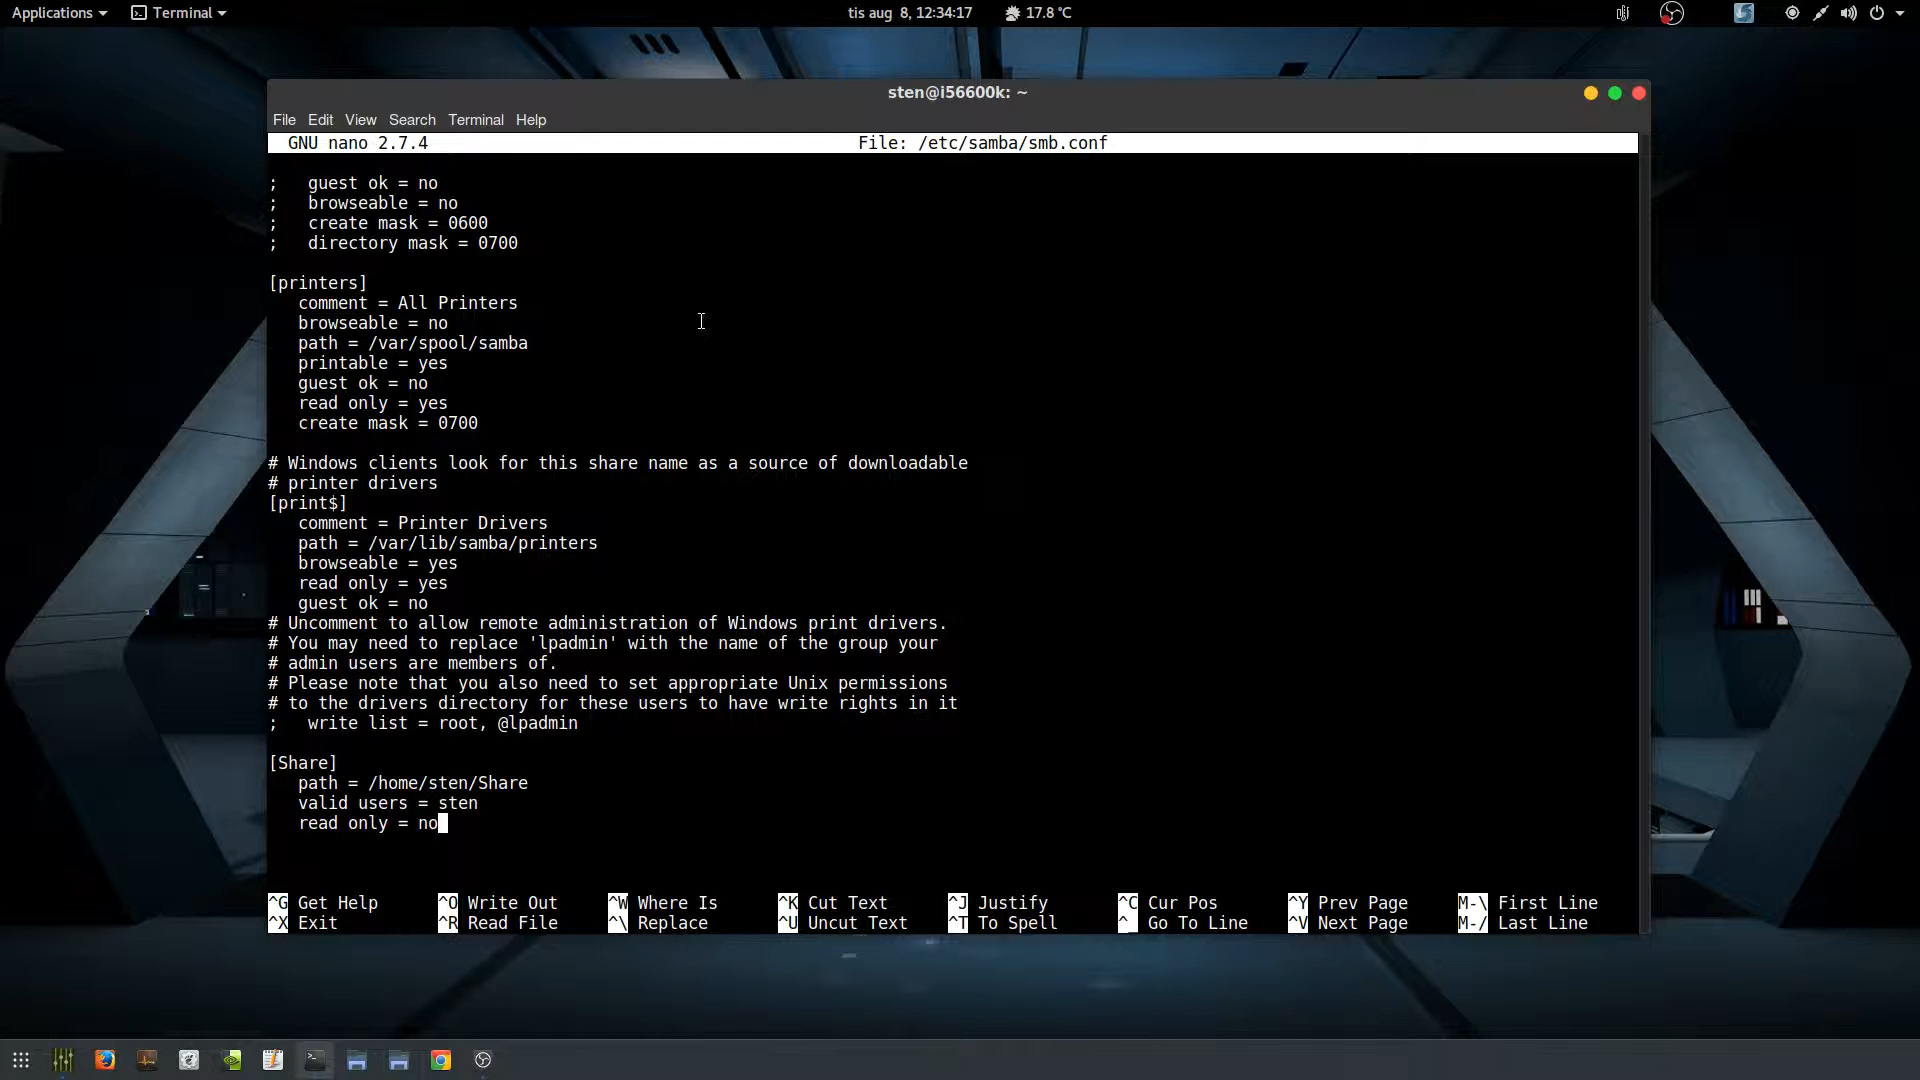 Applications Terminal tis aug 8, 12:34:17 17.8 °C
sten@i56600k: ~
File Edit View Search Terminal Help
GNU nano 2.7.4 File: /etc/samba/smb.conf
; guest ok = no
; browseable = no
; create mask = 0600
; directory mask = 0700
[printers]
comment = All Printers
browseable = no
path = /var/spool/samba
printable = yes
guest ok = no
read only = yes
create mask = 0700
# Windows clients look for this share name as a source of downloadable
# printer drivers
[print$]
comment = Printer Drivers
path = /var/lib/samba/printers
browseable = yes
read only = yes
guest ok = no
# Uncomment to allow remote administration of Windows print drivers.
# You may need to replace 'lpadmin' with the name of the group your
# admin users are members of.
# Please note that you also need to set appropriate Unix permissions
# to the drivers directory for these users to have write rights in it
; write list = root, @lpadmin
[Share]
path = /home/sten/Share
valid users = sten
read only = no
^G Get Help ^O Write Out ^W Where Is ^K Cut Text ^J Justify ^C Cur Pos ^Y Prev Page M-\ First Line
^X Exit ^R Read File ^\ Replace ^U Uncut Text ^T To Spell ^_ Go To Line ^V Next Page M-/ Last Line